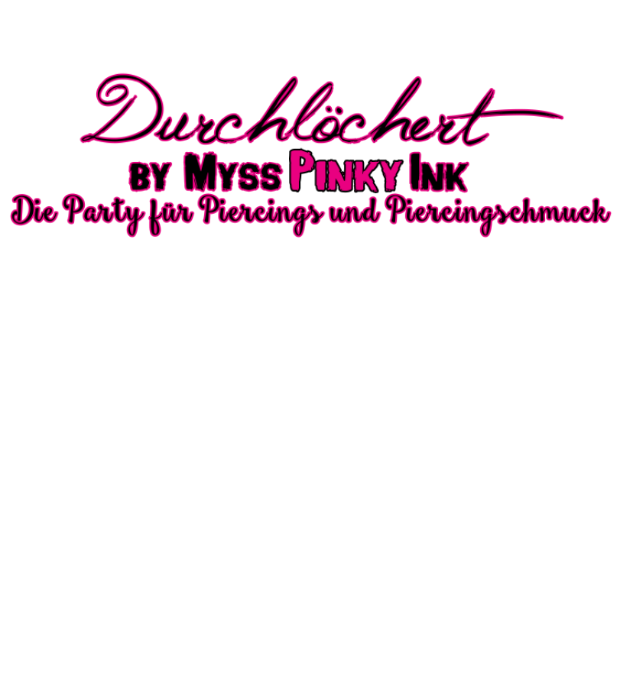 Durchlöchert
by Myss Pinky Ink
Die Party für Piercings und Piercingschmuck